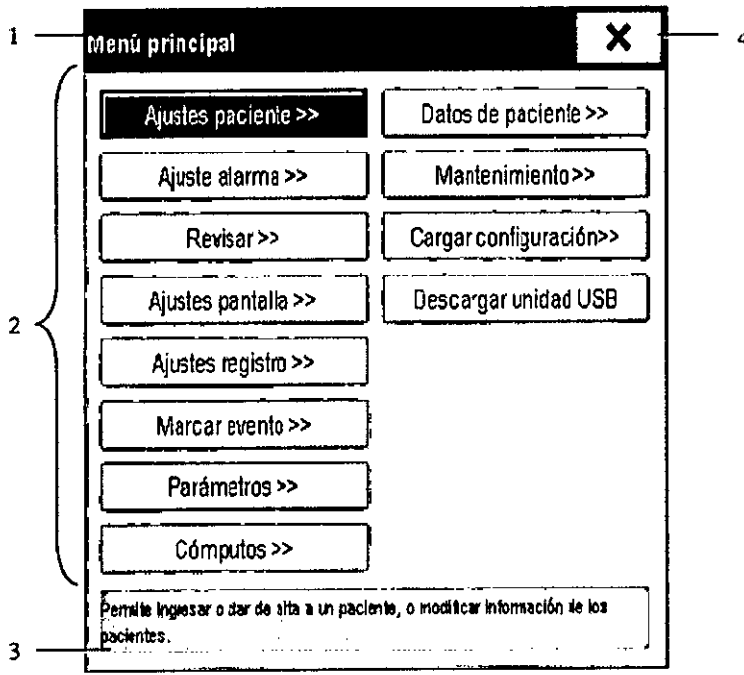 1
Menú principal
4
Ajustes paciente >>
Datos de paciente >>
Ajuste alarma >>
Mantenimiento >>
Revisar >>
Cargar configuración>>
2
Ajustes pantalla >>
Descargar unidad USB
Ajustes registro >>
Marcar evento >>
Parámetros >>
Cómputos >>
Permite ingresar o dar de alta a un paciente, o modificar información de los
pacientes.
3